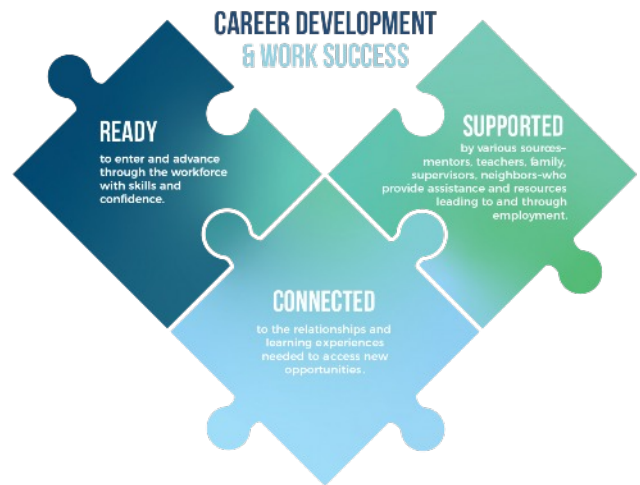 CAREER DEVELOPMENT
& WORK SUCCESS
READY
to enter and advance
through the workforce
with skills and
confidence.
SUPPORTED
by various sources–
mentors, teachers, family,
supervisors, neighbors–who
provide assistance and resources
leading to and through
employment.
CONNECTED
to the relationships and
learning experiences
needed to access new
opportunities.